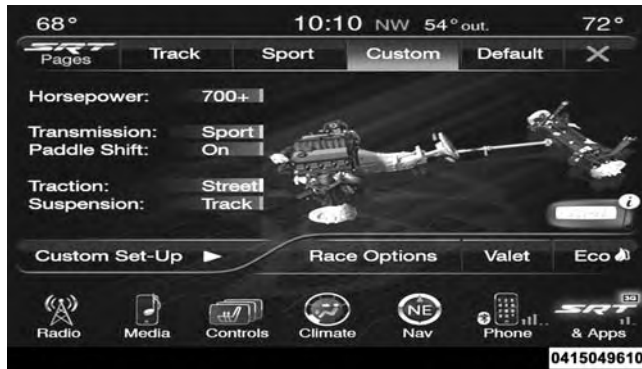 68° 10:10 NW 54° out. 72°
SRT Pages Track Sport Custom Default X
Horsepower: 700+
Transmission: Sport
Paddle Shift: On
Traction: Street
Suspension: Track
i
Custom Set-Up Race Options Valet Eco
NE
3G
SRT
Radio Media Controls Climate Nav Phone & Apps
0415049610